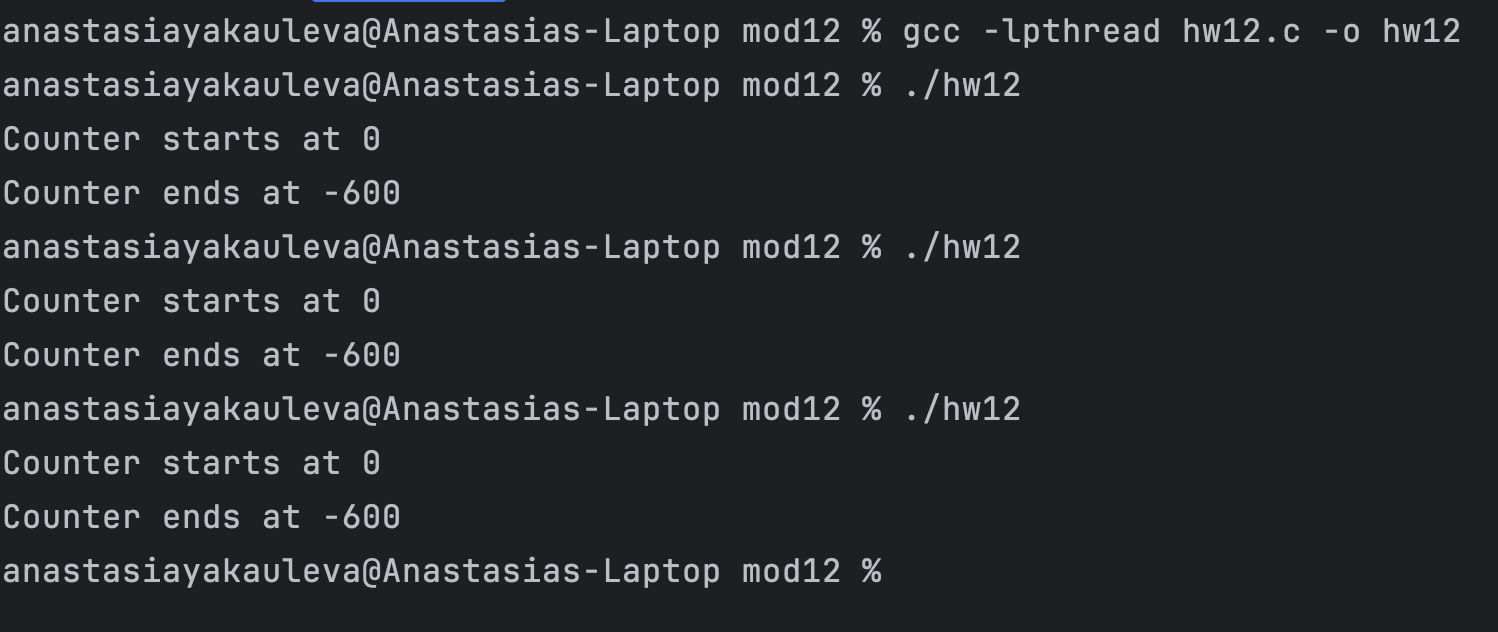 anastasiayakauleva@Anastasias-Laptop mod12 % gcc -lpthread hw12.c -o hw12
anastasiayakauleva@Anastasias-Laptop mod12 % ./hw12
Counter starts at 0
Counter ends at -600
anastasiayakauleva@Anastasias-Laptop mod12 % ./hw12
Counter starts at 0
Counter ends at -600
anastasiayakauleva@Anastasias-Laptop mod12 % ./hw12
Counter starts at 0
Counter ends at -600
anastasiayakauleva@Anastasias-Laptop mod12 %